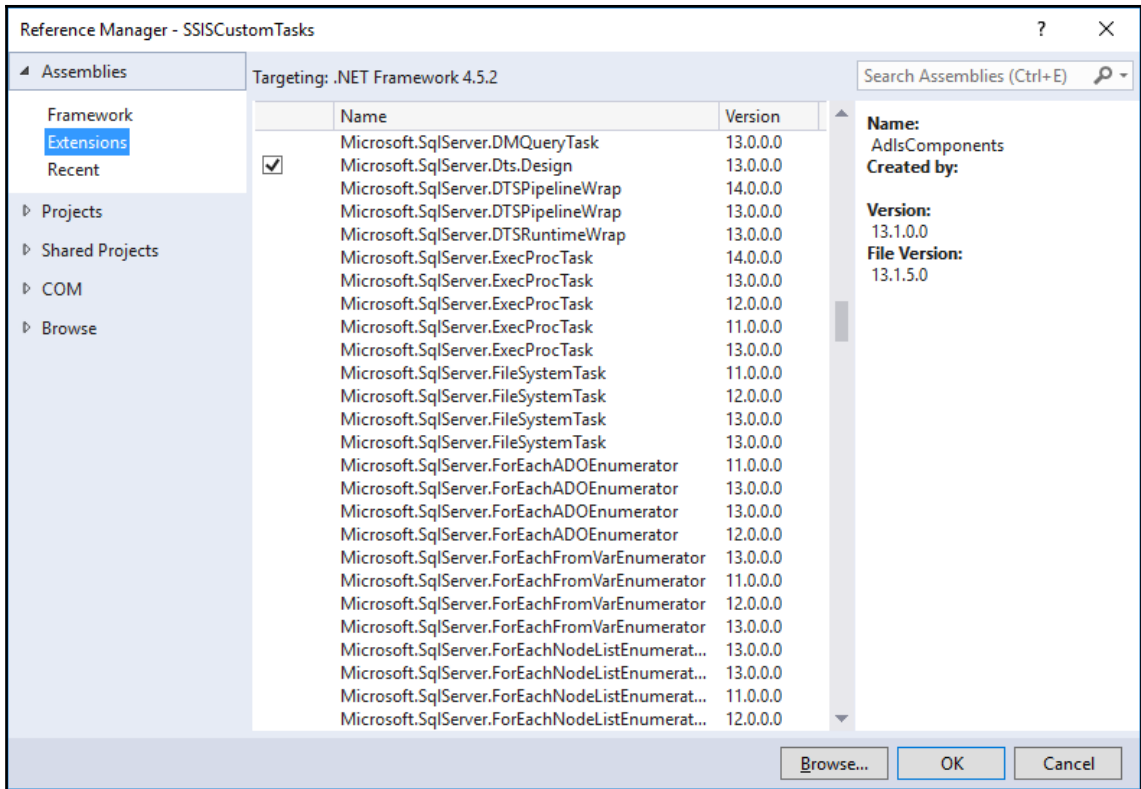 Reference Manager - SSISCustomTasks
?
Assemblies
Framework
Extensions
Recent
Projects
Shared Projects
COM
Browse
Targeting: .NET Framework 4.5.2
Search Assemblies (Ctrl+E)
Name Version
Microsoft.SqlServer.DMQueryTask 13.0.0.0
Microsoft.SqlServer.Dts.Design 13.0.0.0
Microsoft.SqlServer.DTSPipelineWrap 14.0.0.0
Microsoft.SqlServer.DTSPipelineWrap 13.0.0.0
Microsoft.SqlServer.DTSRuntimeWrap 13.0.0.0
Microsoft.SqlServer.ExecProcTask 14.0.0.0
Microsoft.SqlServer.ExecProcTask 13.0.0.0
Microsoft.SqlServer.ExecProcTask 12.0.0.0
Microsoft.SqlServer.ExecProcTask 11.0.0.0
Microsoft.SqlServer.ExecProcTask 13.0.0.0
Microsoft.SqlServer.FileSystemTask 11.0.0.0
Microsoft.SqlServer.FileSystemTask 12.0.0.0
Microsoft.SqlServer.FileSystemTask 13.0.0.0
Microsoft.SqlServer.FileSystemTask 13.0.0.0
Microsoft.SqlServer.ForEachADOEnumerator 11.0.0.0
Microsoft.SqlServer.ForEachADOEnumerator 13.0.0.0
Microsoft.SqlServer.ForEachADOEnumerator 13.0.0.0
Microsoft.SqlServer.ForEachADOEnumerator 12.0.0.0
Microsoft.SqlServer.ForEachFromVarEnumerator 13.0.0.0
Microsoft.SqlServer.ForEachFromVarEnumerator 11.0.0.0
Microsoft.SqlServer.ForEachFromVarEnumerator 12.0.0.0
Microsoft.SqlServer.ForEachFromVarEnumerator 13.0.0.0
Microsoft.SqlServer.ForEachNodeListEnumerat... 13.0.0.0
Microsoft.SqlServer.ForEachNodeListEnumerat... 13.0.0.0
Microsoft.SqlServer.ForEachNodeListEnumerat... 11.0.0.0
Microsoft.SqlServer.ForEachNodeListEnumerat... 12.0.0.0
Name:
AdlsComponents
Created by:
Version:
13.1.0.0
File Version:
13.1.5.0
Browse...
OK
Cancel